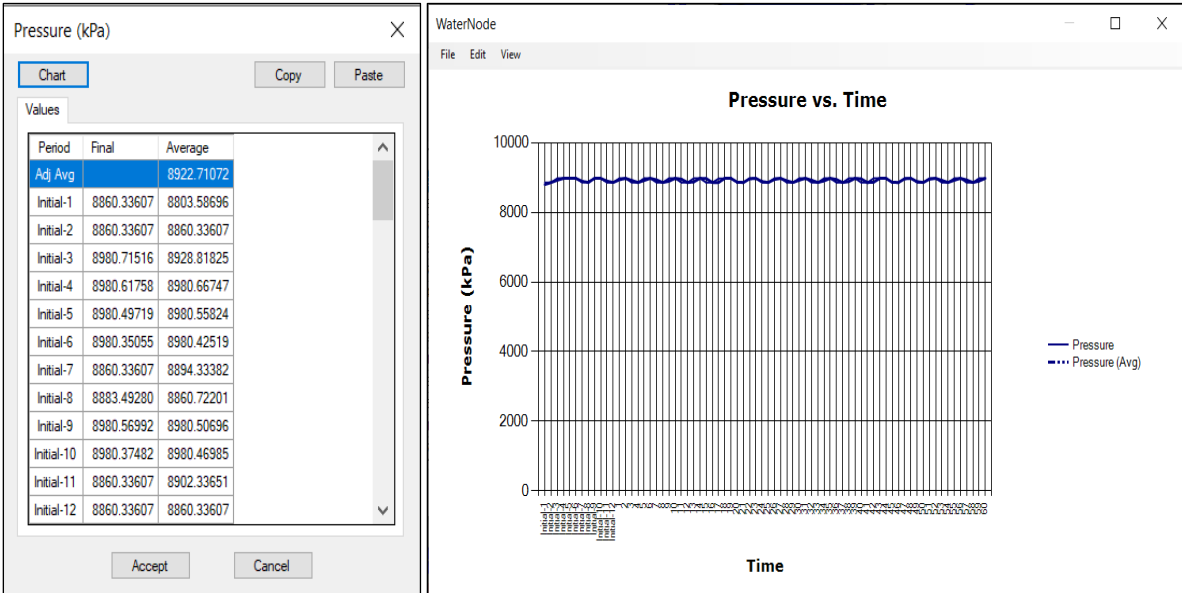 Pressure (kPa)
Chart Copy Paste
Values
Period Final Average
Adj Avg 8922.71072
Initial-1 8860.33607 8803.58696
Initial-2 8860.33607 8860.33607
Initial-3 8980.71516 8928.81825
Initial-4 8980.61758 8980.66747
Initial-5 8980.49719 8980.55824
Initial-6 8980.35055 8980.42519
Initial-7 8860.33607 8894.33382
Initial-8 8883.49280 8860.72201
Initial-9 8980.56992 8980.50696
Initial-10 8980.37482 8980.46985
Initial-11 8860.33607 8902.33651
Initial-12 8860.33607 8860.33607
Accept Cancel
WaterNode
File Edit View
Pressure vs. Time
Pressure (kPa)
10000
8000
6000
4000
2000
0
Pressure
Pressure (Avg)
Time